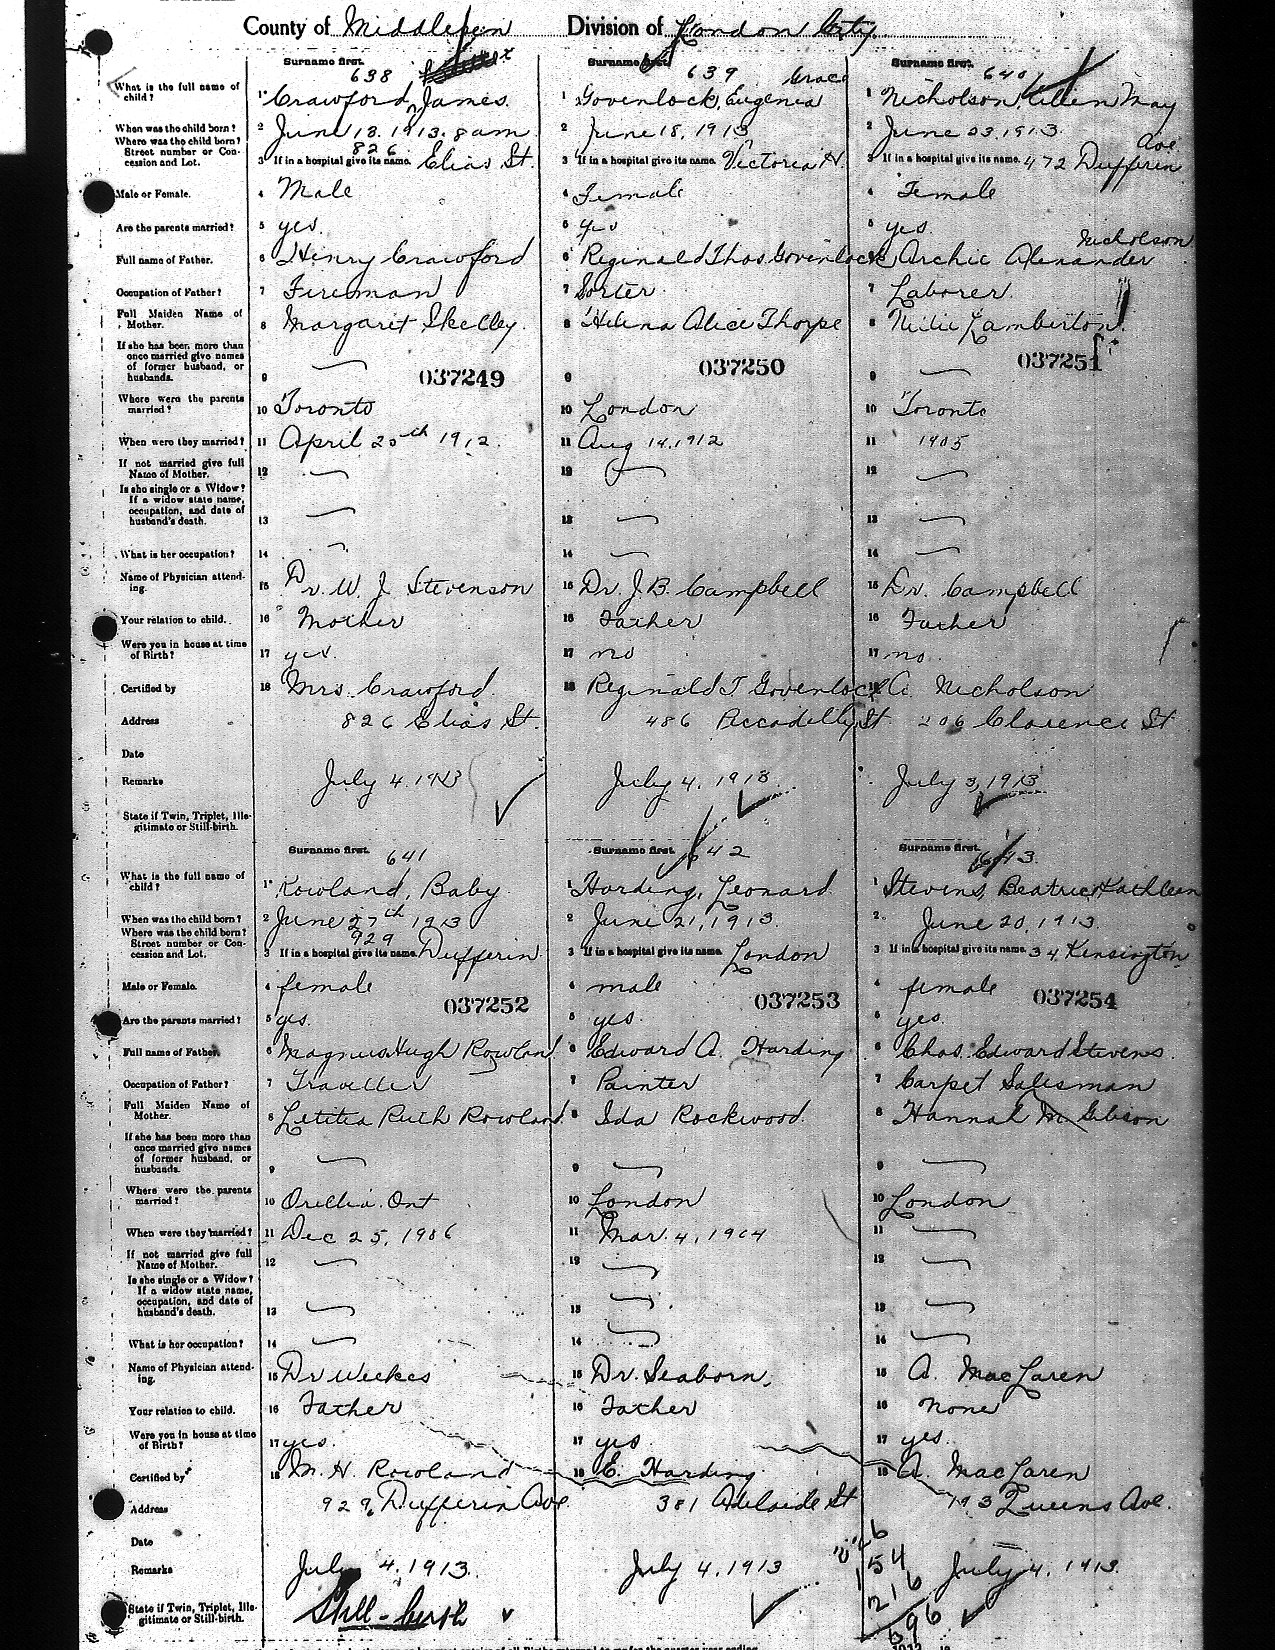 County of Middlesex Division of London City
Surname first. Surname first. Surname first.
638 639 640
What is the full name of child? 1 Crawford, James. 1 Govenlock, Eugenia Grace 1 Nicholson, May
When was the child born? 2 June 18. 1913. 8 am 2 June 18, 1913 2 June 23, 1913
Where was the child born? Street number or Concession and Lot. 3 If in a hospital give its name. 826 Elias St. 3 If in a hospital give its name. Victoria H. 3 If in a hospital give its name. 472 Dufferin Ave
Male or Female. 4 Male 4 Female 4 Female
Are the parents married? 5 yes. 5 yes 5 yes.
Full name of Father. 6 Henry Crawford 6 Reginald Thos. Govenlock 6 Archie Alexander Nicholson
Occupation of Father? 7 Fireman 7 Sorter 7 Laborer.
Full Maiden Name of Mother. 8 Margaret Skelley. 8 Helena Alice Thorpe 8 Lamberton.
If she has been more than once married give names of former husband, or husbands. 9 — 9 9 —
037249 037250 037251
Where were the parents married? 10 Toronto 10 London 10 Toronto
When were they married? 11 April 20th 1912. 11 Aug 14. 1912 11 1905
If not married give full Name of Mother. 12 — 12 — 12 —
Is she single or a Widow? If a widow state name, occupation, and date of husband's death. 13 — 13 — 13 —
What is her occupation? 14 — 14 — 14 —
Name of Physician attending. 15 Dr. W. J. Stevenson 15 Dr. J. B. Campbell 15 Dr. Campbell
Your relation to child. 16 Mother 16 Father 16 Father
Were you in house at time of Birth? 17 yes. 17 no 17 no.
Certified by 18 Mrs. Crawford. 18 Reginald T Govenlock 18 A. Nicholson
Address 826 Elias St. 486 Piccadilly St 206 Clarence St
Date
Remarks July 4. 1913 July 4, 1913 July 3, 1913
State if Twin, Triplet, Illegitimate or Still-birth.
Surname first. Surname first. Surname first.
641 642 643
What is the full name of child? 1 Rowland, Baby 1 Harding, Leonard 1 Stevens, Beatrice Kathleen
When was the child born? 2 June 27th 1913 2 June 21, 1913. 2 June 20, 1913.
Where was the child born? Street number or Concession and Lot. 3 If in a hospital give its name. 929 Dufferin 3 If in a hospital give its name. London 3 If in a hospital give its name. 34 Kensington
Male or Female. 4 female 4 male 4 female
037252 037253 037254
Are the parents married? 5 yes. 5 yes. 5 yes.
Full name of Father. 6 Magnus Hugh Rowland 6 Edward A. Harding 6 Chas. Edward Stevens.
Occupation of Father? 7 Traveller 7 Painter 7 Carpet Salesman
Full Maiden Name of Mother. 8 Letitia Ruth Rowland. 8 Ida Rockwood. 8 Hannah M. Gibson
If she has been more than once married give names of former husband, or husbands. 9 — 9 — 9 —
Where were the parents married? 10 Orillia. Ont 10 London 10 London
When were they married? 11 Dec 25, 1906 11 Mar. 4, 1904 11 —
If not married give full Name of Mother. 12 — 12 — 12 —
Is she single or a Widow? If a widow state name, occupation, and date of husband's death. 13 — 13 — 13 —
What is her occupation? 14 — 14 — 14 —
Name of Physician attending. 15 Dr Weekes 15 Dr. Seaborn, 15 A. MacLaren
Your relation to child. 16 Father 16 Father 16 None
Were you in house at time of Birth? 17 yes. 17 yes 17 yes.
Certified by 18 M. H. Rowland 18 E. Harding 18 A. MacLaren
Address 929 Dufferin Ave. 381 Adelaide St 193 Queens Ave.
Date
Remarks July 4. 1913. July 4. 1913 July 4, 1913.
State if Twin, Triplet, Illegitimate or Still-birth. Still-birth
154
216
396